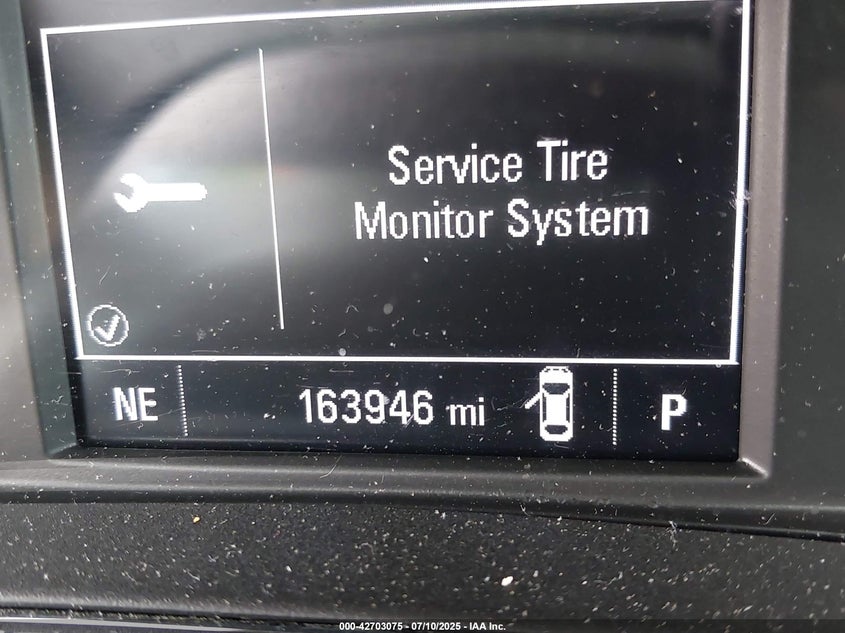 Service Tire
Monitor System
NE
163946 mi
P
000-42703075 - 07/10/2025 - IAA Inc.